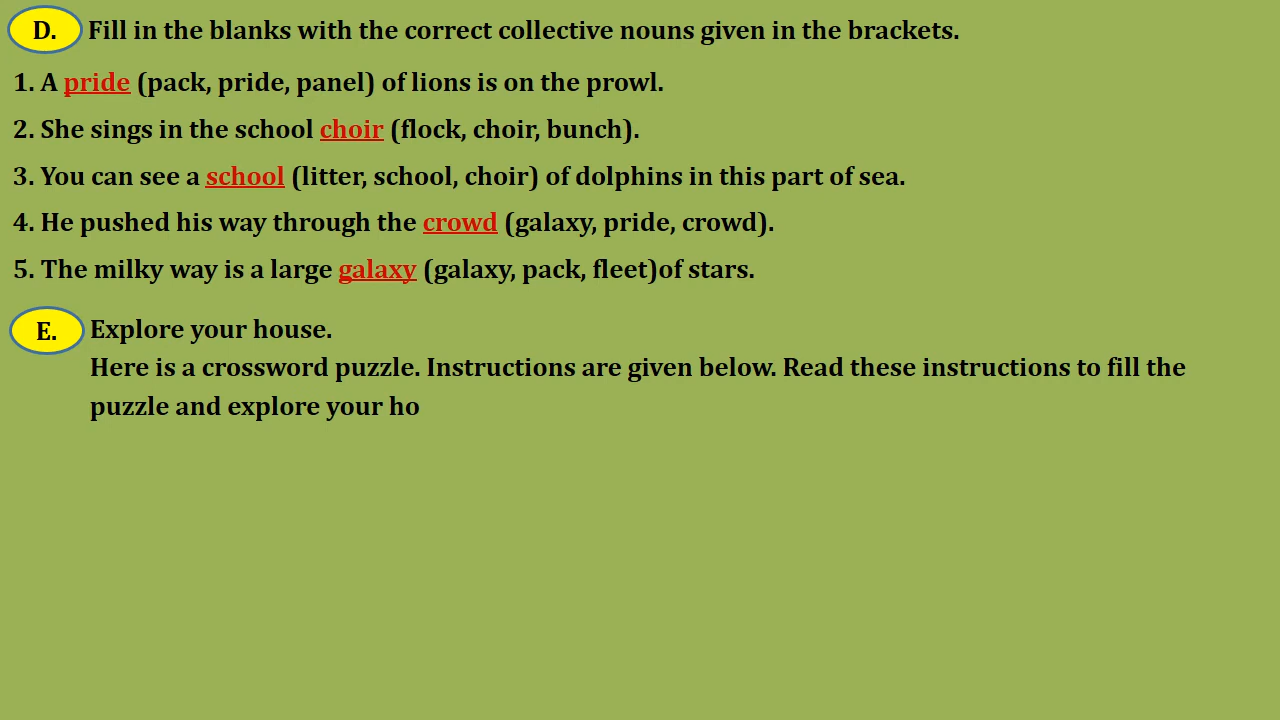 D. Fill in the blanks with the correct collective nouns given in the brackets.
1. A pride (pack, pride, panel) of lions is on the prowl.
2. She sings in the school choir (flock, choir, bunch).
3. You can see a school (litter, school, choir) of dolphins in this part of sea.
4. He pushed his way through the crowd (galaxy, pride, crowd).
5. The milky way is a large galaxy (galaxy, pack, fleet)of stars.
E. Explore your house.
Here is a crossword puzzle. Instructions are given below. Read these instructions to fill the
puzzle and explore your ho